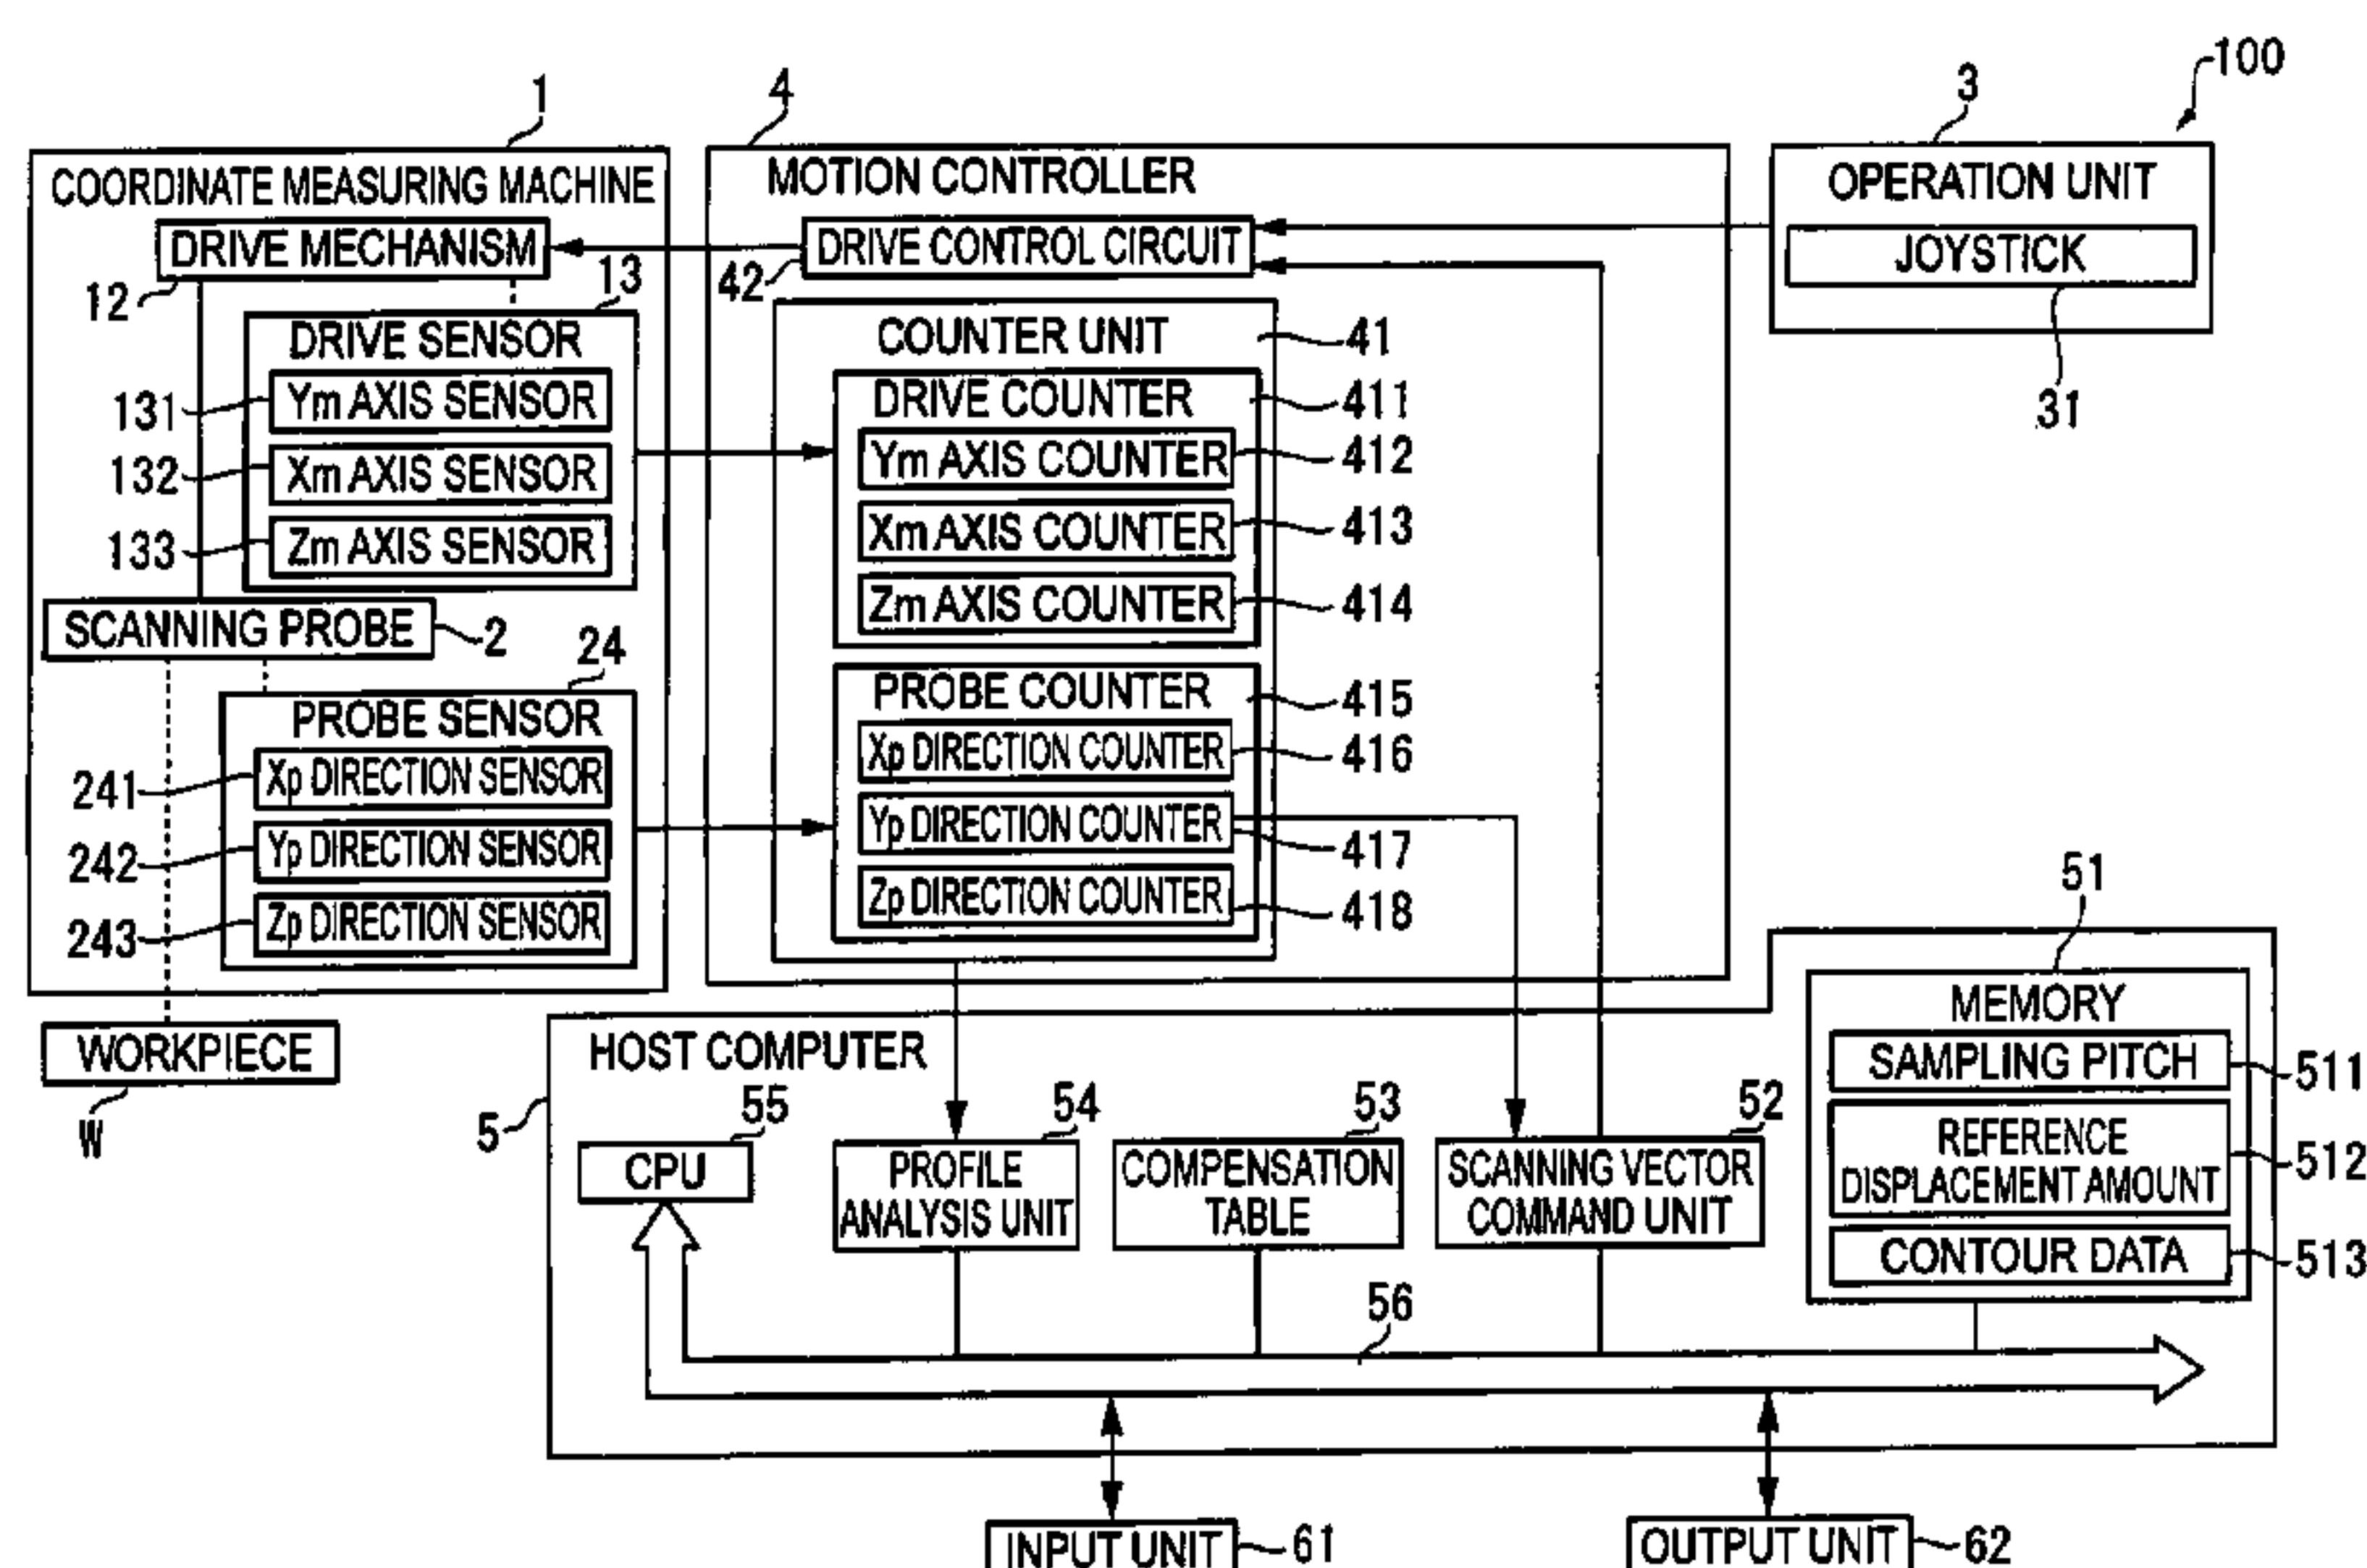 100
1
4
3
COORDINATE MEASURING MACHINE
MOTION CONTROLLER
OPERATION UNIT
DRIVE MECHANISM
DRIVE CONTROL CIRCUIT
JOYSTICK
12
13
42
31
DRIVE SENSOR
COUNTER UNIT
41
131
Ym AXIS SENSOR
DRIVE COUNTER
411
132
Xm AXIS SENSOR
Ym AXIS COUNTER
412
133
Zm AXIS SENSOR
Xm AXIS COUNTER
413
Zm AXIS COUNTER
414
SCANNING PROBE
2
24
PROBE SENSOR
PROBE COUNTER
415
241
Xp DIRECTION SENSOR
Xp DIRECTION COUNTER
416
242
Yp DIRECTION SENSOR
Yp DIRECTION COUNTER
417
243
Zp DIRECTION SENSOR
Zp DIRECTION COUNTER
418
51
WORKPIECE
W
HOST COMPUTER
5
MEMORY
SAMPLING PITCH
511
REFERENCE
DISPLACEMENT AMOUNT
512
CONTOUR DATA
513
55
CPU
54
PROFILE
ANALYSIS UNIT
53
COMPENSATION
TABLE
52
SCANNING VECTOR
COMMAND UNIT
56
INPUT UNIT
61
OUTPUT UNIT
62